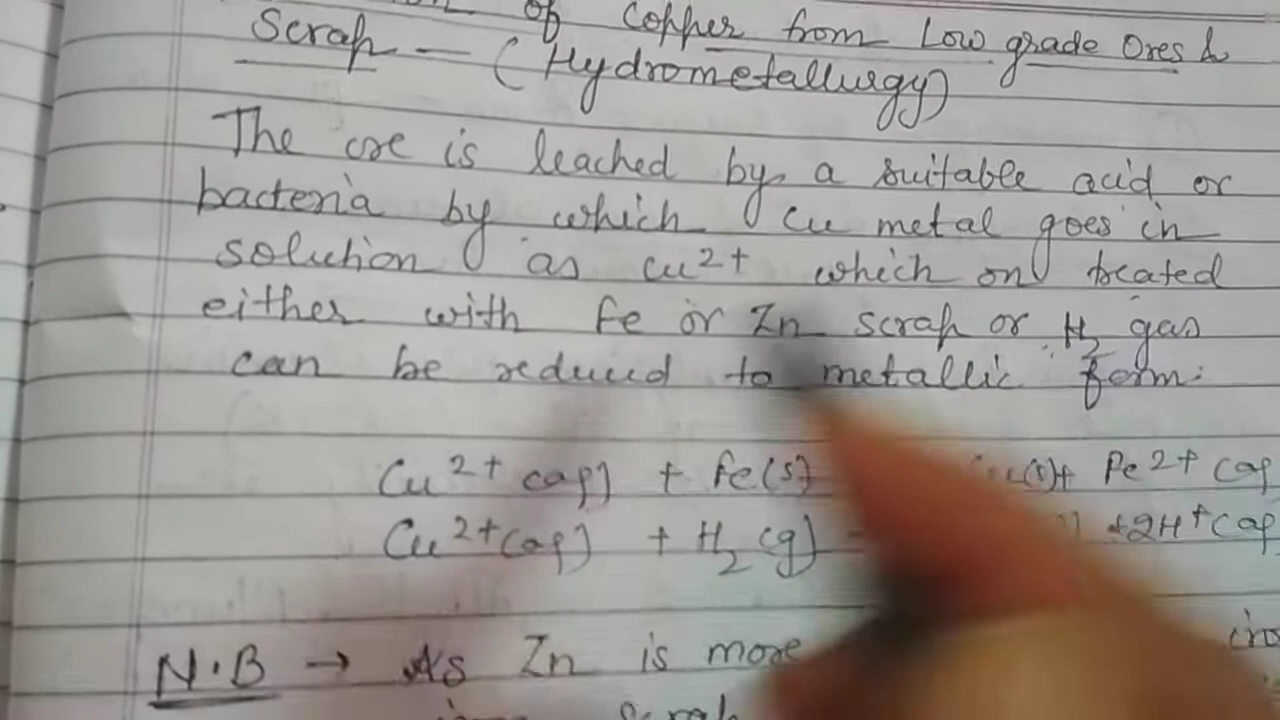 of Copper from Low grade Ores &
Scrap — (Hydrometallurgy)
The ore is leached by a suitable acid or
bacteria by which Cu metal goes in
solution as Cu2+ which on treated
either with Fe or Zn scrap or H2 gas
can be reduced to metallic form.
Cu2+ (aq) + Fe(s) Cu(s)+ Fe2+ (aq
Cu2+(aq) + H2 (g) +2H+(aq
N.B → As Zn is more